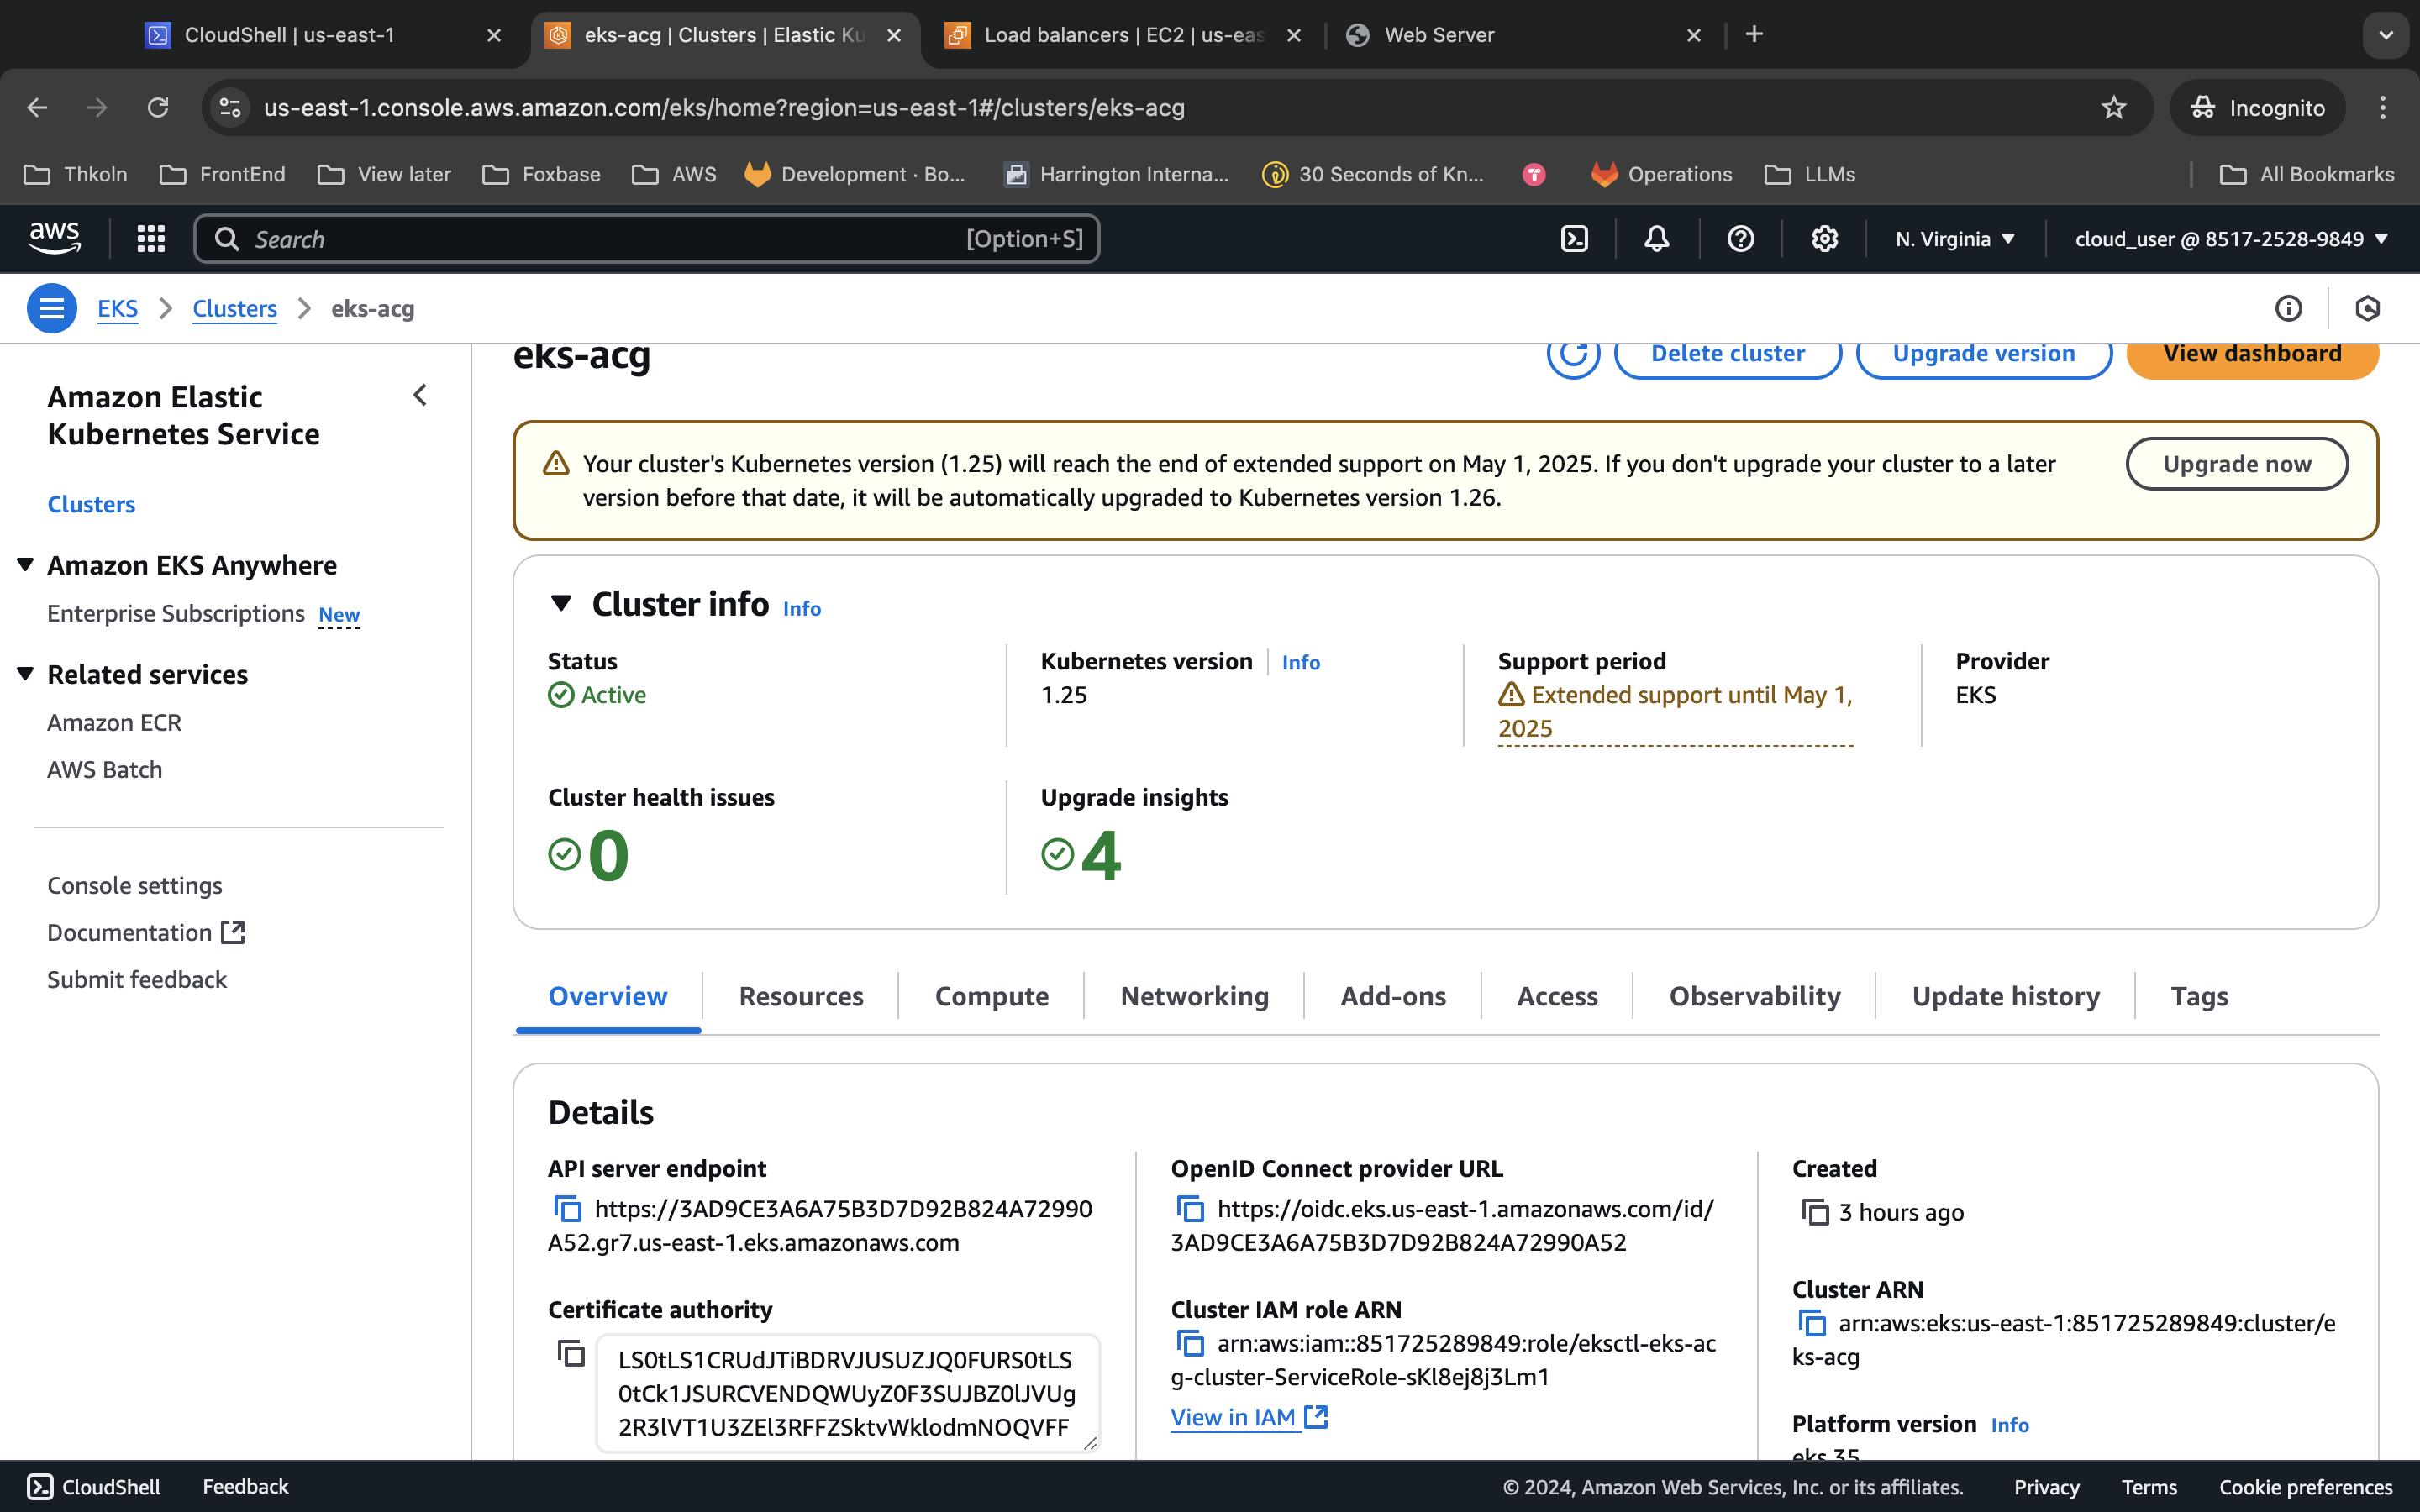 CloudShell | us-east-1
eks-acg | Clusters | Elastic Ku
Load balancers | EC2 | us-eas
Web Server
us-east-1.console.aws.amazon.com/eks/home?region=us-east-1#/clusters/eks-acg
Incognito
Thkoln
FrontEnd
View later
Foxbase
AWS
Development · Bo...
Harrington Interna...
30 Seconds of Kn...
Operations
LLMs
All Bookmarks
aws
Search
[Option+S]
N. Virginia
cloud_user @ 8517-2528-9849
EKS
Clusters
eks-acg
Amazon Elastic
Kubernetes Service
Clusters
Amazon EKS Anywhere
Enterprise Subscriptions New
Related services
Amazon ECR
AWS Batch
Console settings
Documentation
Submit feedback
eks-acg
Delete cluster
Upgrade version
View dashboard
Your cluster's Kubernetes version (1.25) will reach the end of extended support on May 1, 2025. If you don't upgrade your cluster to a later
version before that date, it will be automatically upgraded to Kubernetes version 1.26.
Upgrade now
Cluster info Info
Status
Active
Kubernetes version Info
1.25
Support period
Extended support until May 1,
2025
Provider
EKS
Cluster health issues
0
Upgrade insights
4
Overview
Resources
Compute
Networking
Add-ons
Access
Observability
Update history
Tags
Details
API server endpoint
https://3AD9CE3A6A75B3D7D92B824A72990
A52.gr7.us-east-1.eks.amazonaws.com
Certificate authority
LS0tLS1CRUdJTiBDRVJUSUZJQ0FURS0tLS
0tCk1JSURCVENDQWUyZ0F3SUJBZ0lJVUg
2R3lVT1U3ZEl3RFFZSktvWklodmNOQVFF
OpenID Connect provider URL
https://oidc.eks.us-east-1.amazonaws.com/id/
3AD9CE3A6A75B3D7D92B824A72990A52
Cluster IAM role ARN
arn:aws:iam::851725289849:role/eksctl-eks-ac
g-cluster-ServiceRole-sKl8ej8j3Lm1
View in IAM
Created
3 hours ago
Cluster ARN
arn:aws:eks:us-east-1:851725289849:cluster/e
ks-acg
Platform version Info
eks.35
CloudShell
Feedback
© 2024, Amazon Web Services, Inc. or its affiliates.
Privacy
Terms
Cookie preferences